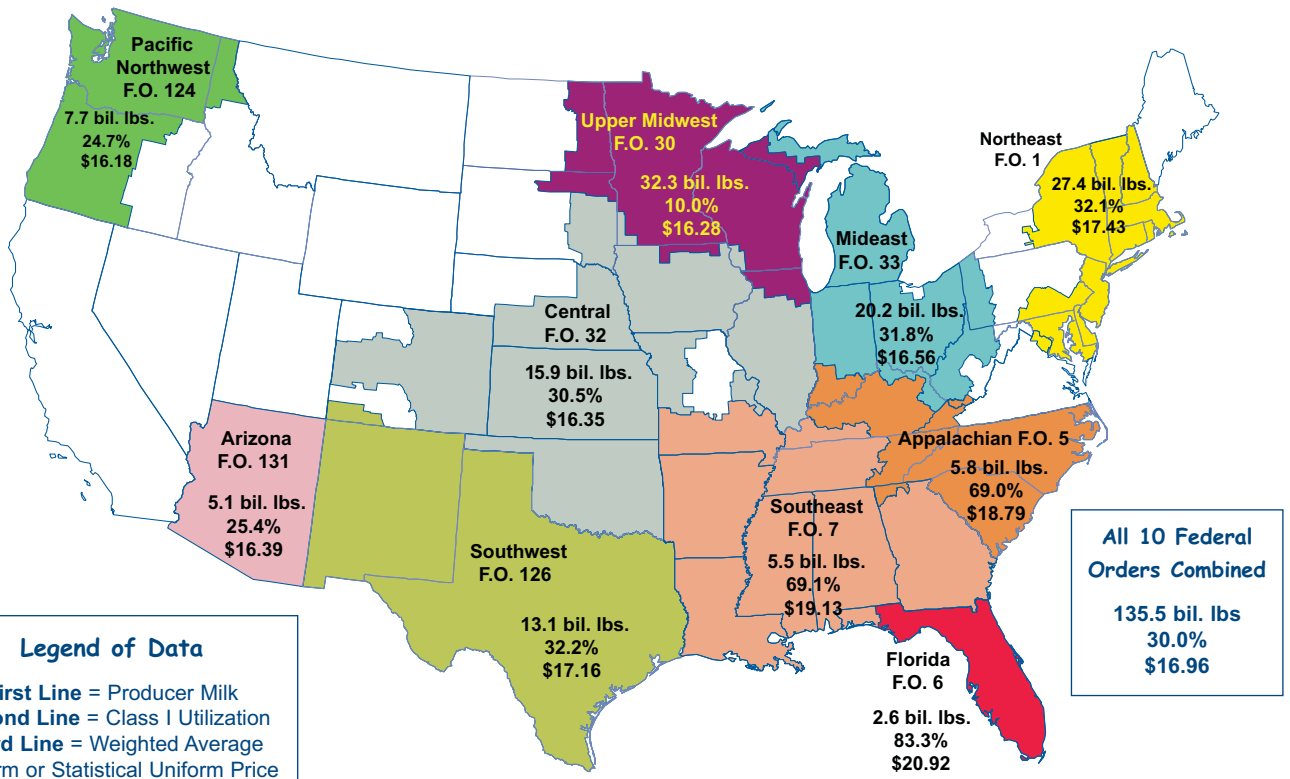 Pacific
Northwest
F.O. 124
7.7 bil. lbs.
24.7%
$16.18
Upper Midwest
F.O. 30
32.3 bil. lbs.
10.0%
$16.28
Northeast
F.O. 1
27.4 bil. lbs.
32.1%
$17.43
Mideast
F.O. 33
20.2 bil. lbs.
31.8%
$16.56
Central
F.O. 32
15.9 bil. lbs.
30.5%
$16.35
Arizona
F.O. 131
5.1 bil. lbs.
25.4%
$16.39
Appalachian F.O. 5
5.8 bil. lbs.
69.0%
$18.79
Southeast
F.O. 7
5.5 bil. lbs.
69.1%
$19.13
Southwest
F.O. 126
13.1 bil. lbs.
32.2%
$17.16
Florida
F.O. 6
2.6 bil. lbs.
83.3%
$20.92
All 10 Federal
Orders Combined
135.5 bil. lbs
30.0%
$16.96
Legend of Data
irst Line = Producer Milk
ond Line = Class I Utilization
rd Line = Weighted Average
rm or Statistical Uniform Price